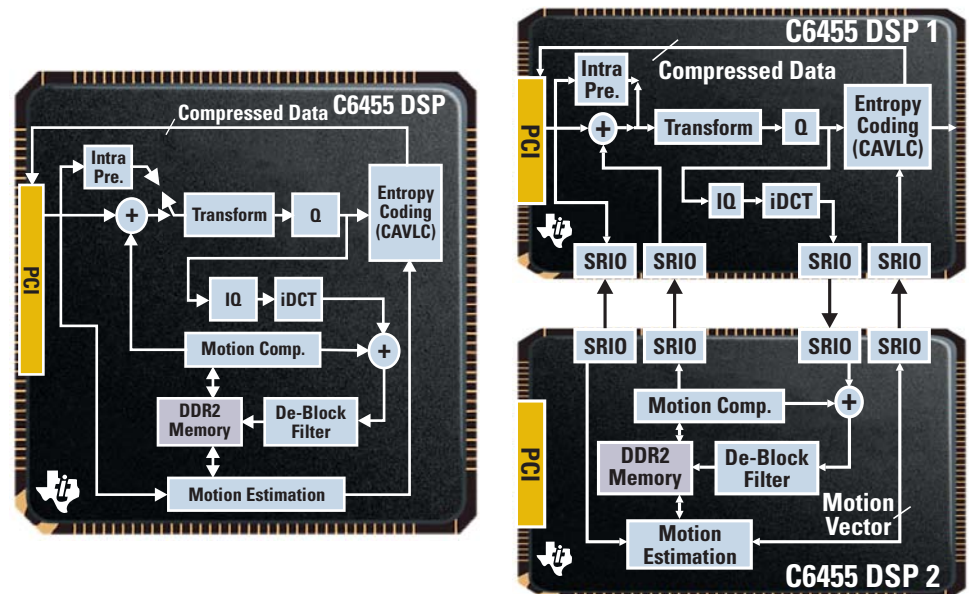 C6455 DSP
Compressed Data
Intra
Pre.
+
Transform
Q
Entropy
Coding
(CAVLC)
PCI
IQ
iDCT
Motion Comp.
+
DDR2
Memory
De-Block
Filter
Motion Estimation
ti
C6455 DSP 1
Compressed Data
Intra
Pre.
PCI
+
Transform
Q
Entropy
Coding
(CAVLC)
IQ
iDCT
ti
SRIO
SRIO
SRIO
SRIO
SRIO
SRIO
SRIO
SRIO
PCI
Motion Comp.
+
DDR2
Memory
De-Block
Filter
Motion
Vector
Motion
Estimation
ti
C6455 DSP 2